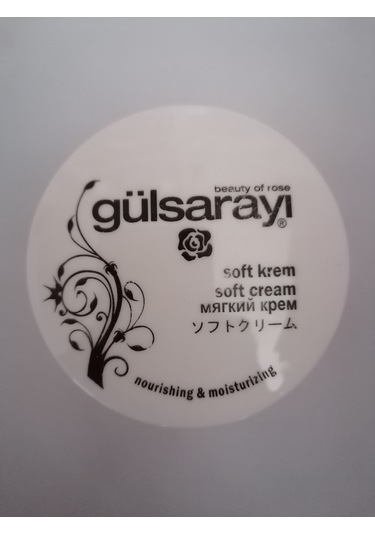 beauty of rose
gülsarayı®
soft krem
soft cream
мягкий крем
ソフトクリーム
nourishing & moisturizing